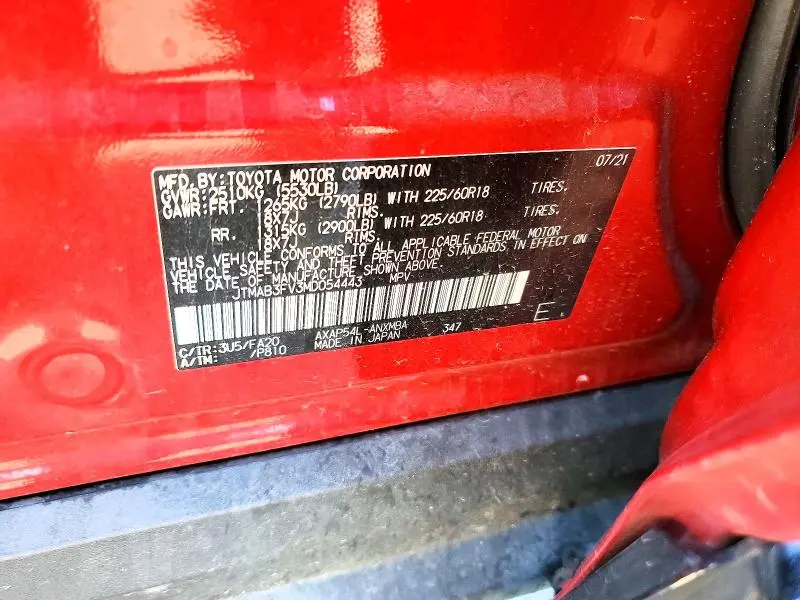 MFD.BY:TOYOTA MOTOR CORPORATION 07/21
GVWR:2510KG (5530LB)
GAWR:FRT. 1265KG (2790LB) WITH 225/60R18 TIRES.
18X7J RIMS.
RR. 1315KG (2900LB) WITH 225/60R18 TIRES.
18X7J RIMS.
THIS VEHICLE CONFORMS TO ALL APPLICABLE FEDERAL MOTOR
VEHICLE SAFETY AND THEFT PREVENTION STANDARDS IN EFFECT ON
THE DATE OF MANUFACTURE SHOWN ABOVE.
JTMAB3FV3MD054443 MPV
C/TR:3U5/FA20 AXAP54L-ANXMBA 347 E
A/TM: /P810 MADE IN JAPAN